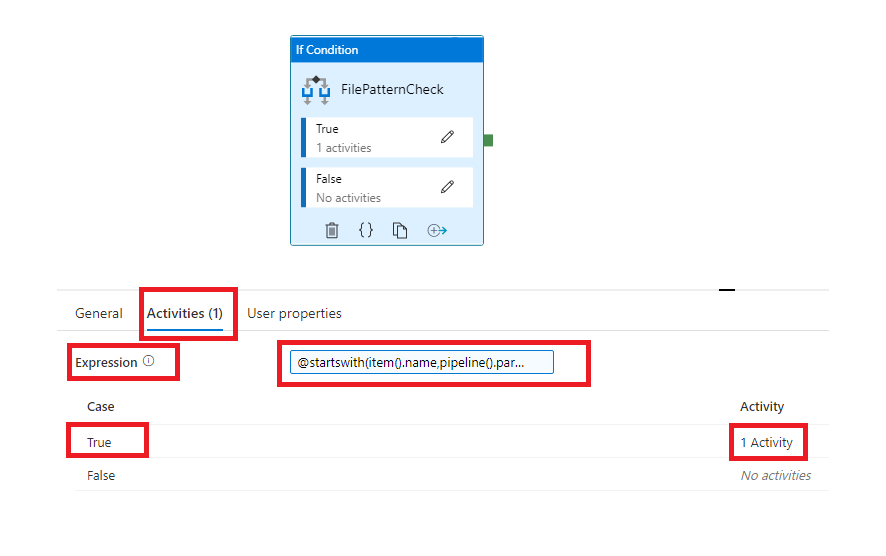 If Condition
FilePatternCheck
True
1 activities
False
No activities
{}
General Activities (1) User properties
Expression @startswith(item().name,pipeline().par...
Case Activity
True 1 Activity
False No activities